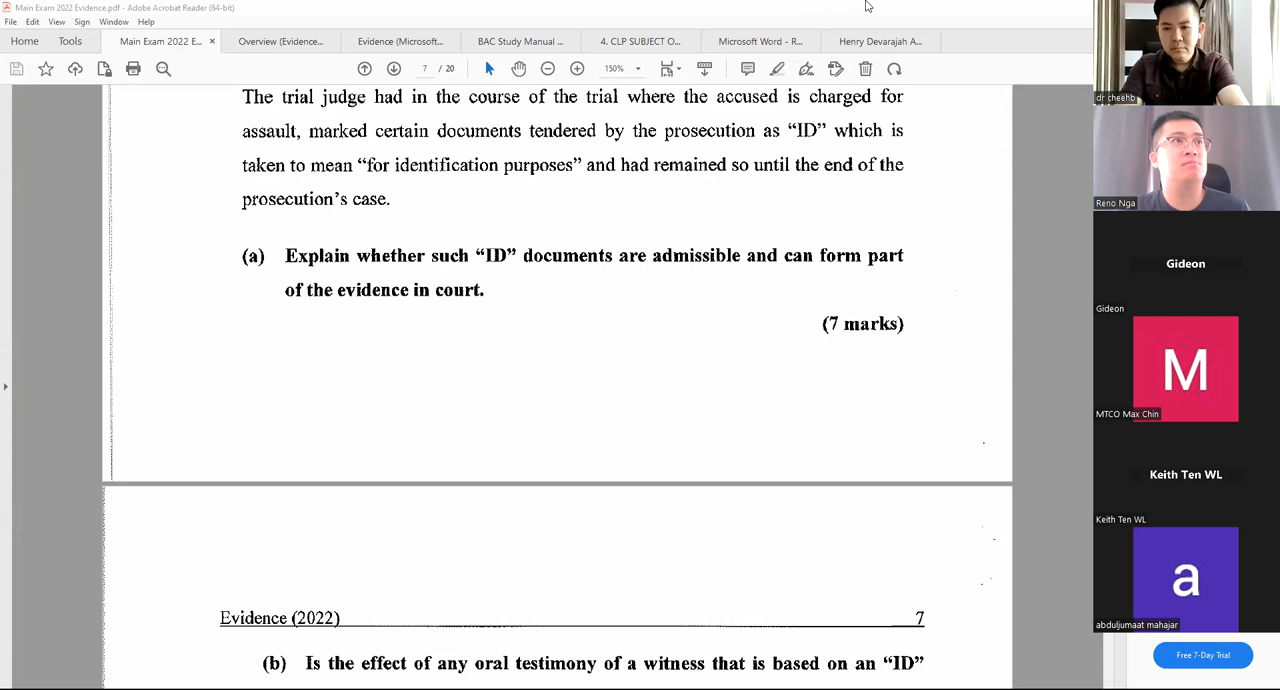 Main Exam 2022 Evidence.pdf - Adobe Acrobat Reader (64-bit)
File Edit View Sign Window Help
Home Tools Main Exam 2022 E... × Overview (Evidence... Evidence (Microsoft... BAC Study Manual ... 4. CLP SUBJECT O... Microsoft Word - R... Henry Devarajah A...
7 / 20 150%
The trial judge had in the course of the trial where the accused is charged for
assault, marked certain documents tendered by the prosecution as “ID” which is
taken to mean “for identification purposes” and had remained so until the end of the
prosecution’s case.
(a) Explain whether such “ID” documents are admissible and can form part
of the evidence in court.
(7 marks)
Evidence (2022) 7
(b) Is the effect of any oral testimony of a witness that is based on an “ID”
dr cheehb
Reno Nga
Gideon
Gideon
M
MTCO Max Chin
Keith Ten WL
Keith Ten WL
a
abduljumaat mahajar
Free 7-Day Trial